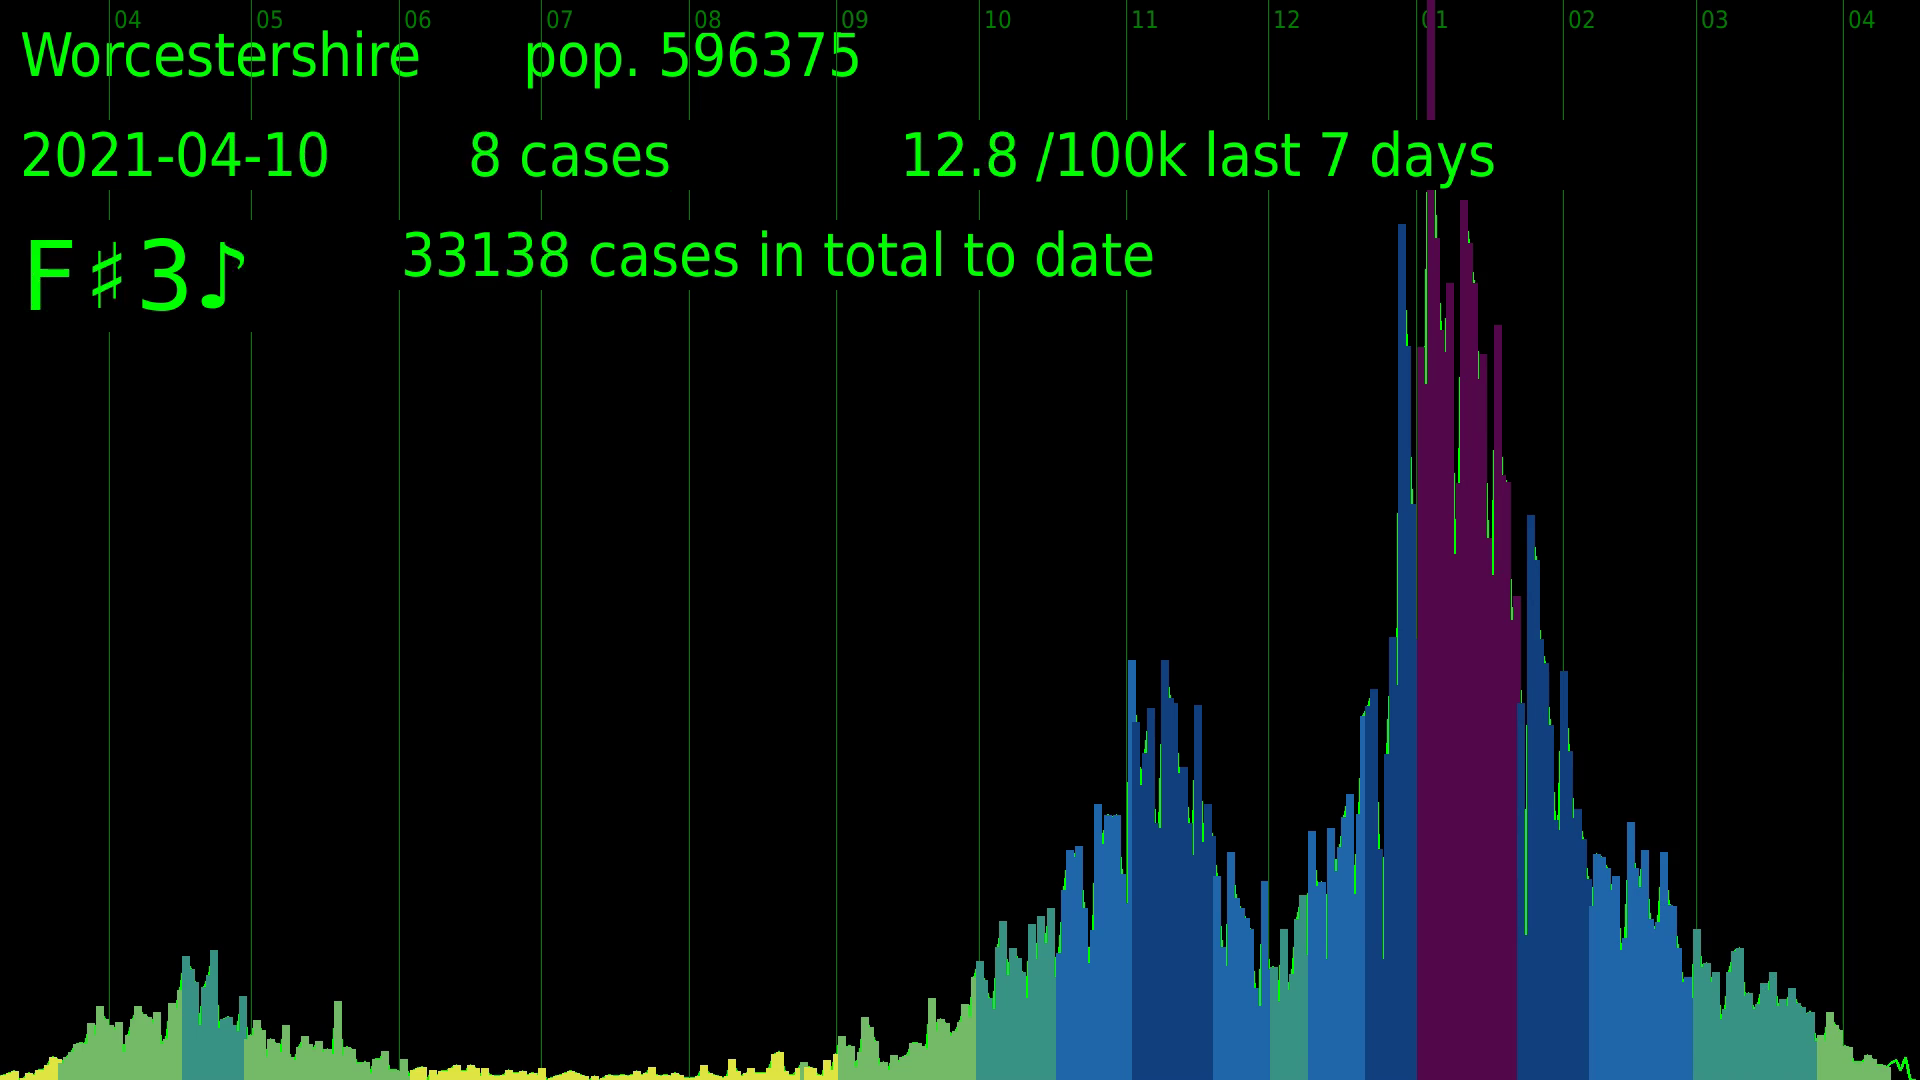 04 05 06 07 08 09 10 11 12 01 02 03 04
Worcestershire pop. 596375
2021-04-10 8 cases 12.8 /100k last 7 days
F♯3♪ 33138 cases in total to date